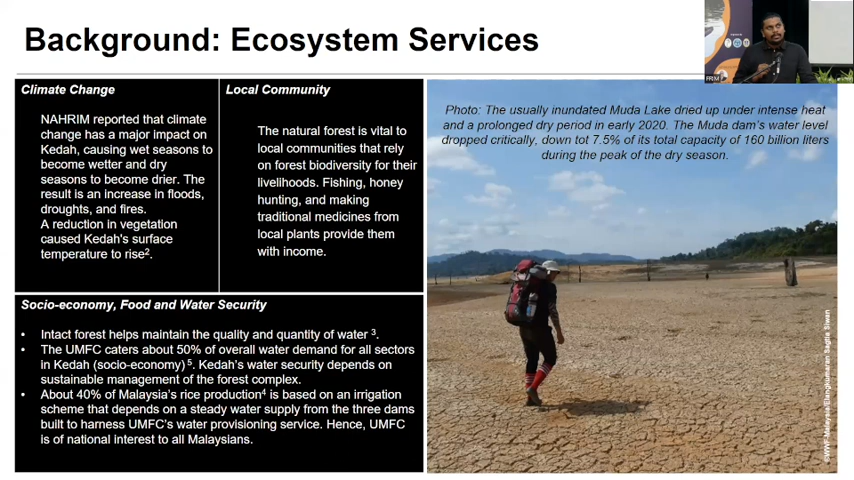 Background: Ecosystem Services
Climate Change
NAHRIM reported that climate
change has a major impact on
Kedah, causing wet seasons to
become wetter and dry
seasons to become drier. The
result is an increase in floods,
droughts, and fires.
A reduction in vegetation
caused Kedah's surface
temperature to rise2.
Local Community
The natural forest is vital to
local communities that rely
on forest biodiversity for their
livelihoods. Fishing, honey
hunting, and making
traditional medicines from
local plants provide them
with income.
Socio-economy, Food and Water Security
• Intact forest helps maintain the quality and quantity of water 3.
• The UMFC caters about 50% of overall water demand for all sectors
in Kedah (socio-economy)5. Kedah's water security depends on
sustainable management of the forest complex.
• About 40% of Malaysia's rice production4 is based on an irrigation
scheme that depends on a steady water supply from the three dams
built to harness UMFC's water provisioning service. Hence, UMFC
is of national interest to all Malaysians.
Photo: The usually inundated Muda Lake dried up under intense heat
and a prolonged dry period in early 2020. The Muda dam's water level
dropped critically, down tot 7.5% of its total capacity of 160 billion liters
during the peak of the dry season.
FRIM